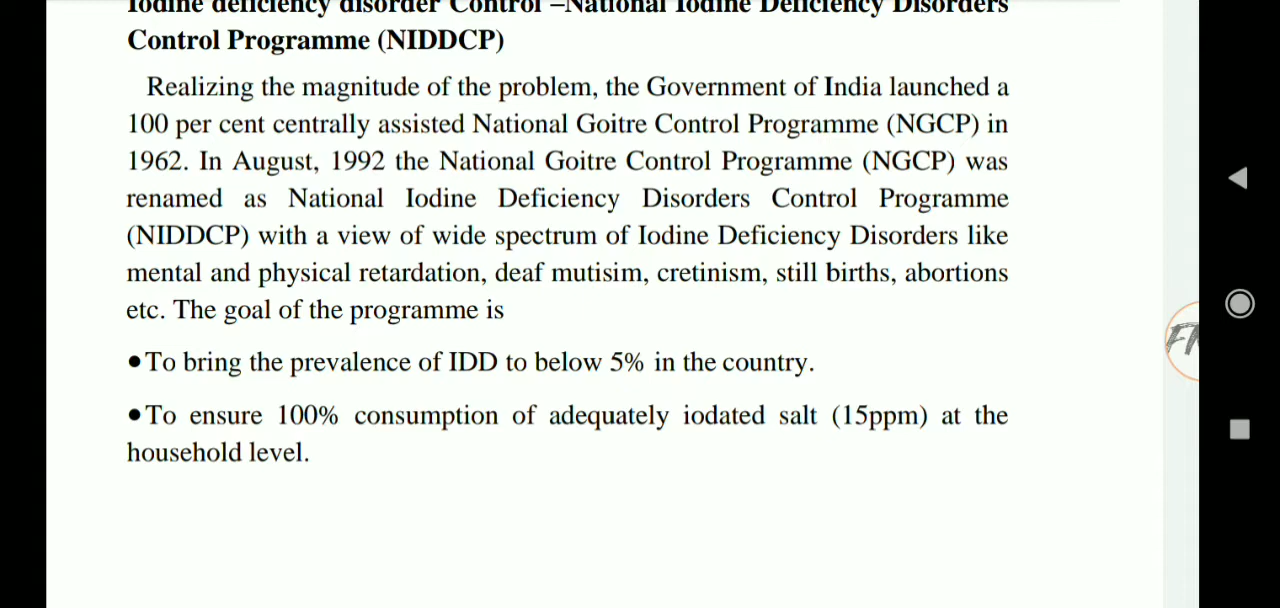 Iodine deficiency disorder Control –National Iodine Deficiency Disorders
Control Programme (NIDDCP)
Realizing the magnitude of the problem, the Government of India launched a
100 per cent centrally assisted National Goitre Control Programme (NGCP) in
1962. In August, 1992 the National Goitre Control Programme (NGCP) was
renamed as National Iodine Deficiency Disorders Control Programme
(NIDDCP) with a view of wide spectrum of Iodine Deficiency Disorders like
mental and physical retardation, deaf mutisim, cretinism, still births, abortions
etc. The goal of the programme is
●To bring the prevalence of IDD to below 5% in the country.
●To ensure 100% consumption of adequately iodated salt (15ppm) at the
household level.